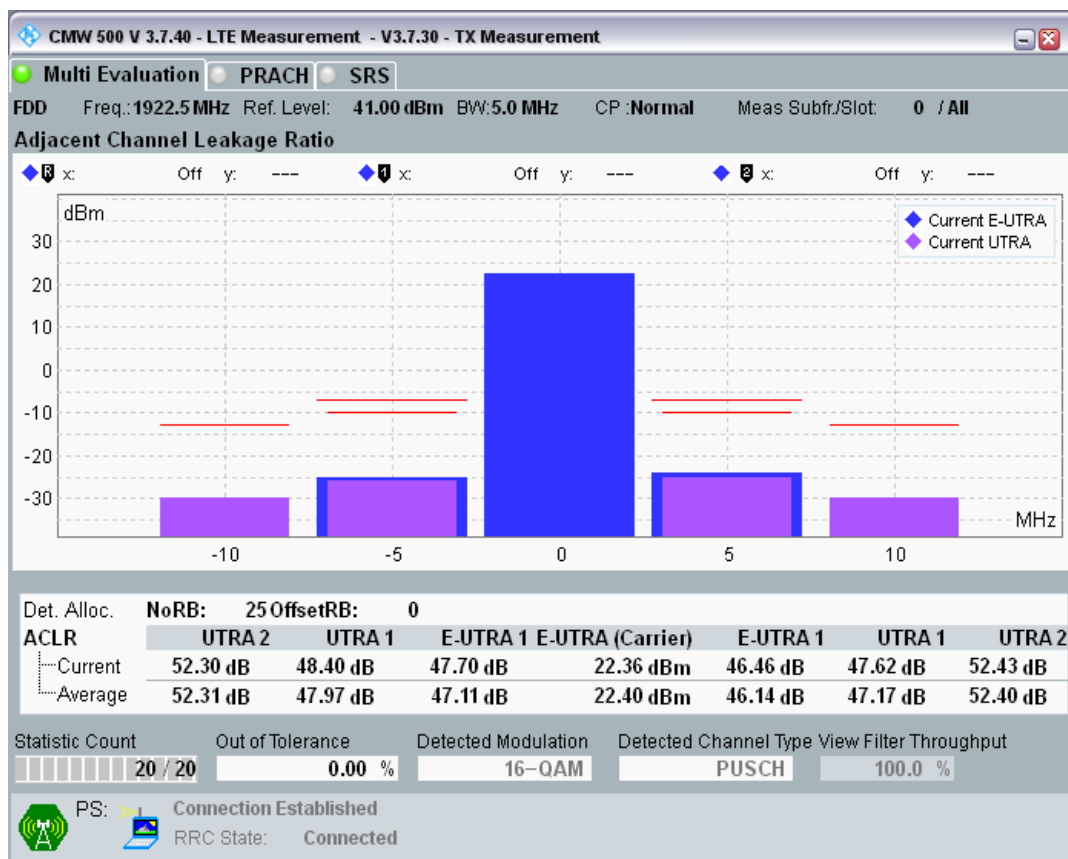 CMW 500 V 3.7.40 - LTE Measurement - V3.7.30 - TX Measurement
Multi Evaluation PRACH SRS
FDD Freq.: 1922.5 MHz Ref. Level: 41.00 dBm BW: 5.0 MHz CP : Normal Meas Subfr./Slot: 0 / All
Adjacent Channel Leakage Ratio
R x: Off y: --- 1 x: Off y: --- 2 x: Off y: ---
dBm
Current E-UTRA
Current UTRA
30
20
10
0
-10
-20
-30
MHz
-10 -5 0 5 10
Det. Alloc. NoRB: 25 OffsetRB: 0
ACLR UTRA 2 UTRA 1 E-UTRA 1 E-UTRA (Carrier) E-UTRA 1 UTRA 1 UTRA 2
Current 52.30 dB 48.40 dB 47.70 dB 22.36 dBm 46.46 dB 47.62 dB 52.43 dB
Average 52.31 dB 47.97 dB 47.11 dB 22.40 dBm 46.14 dB 47.17 dB 52.40 dB
Statistic Count Out of Tolerance Detected Modulation Detected Channel Type View Filter Throughput
20 / 20 0.00 % 16-QAM PUSCH 100.0 %
PS: Connection Established
RRC State: Connected